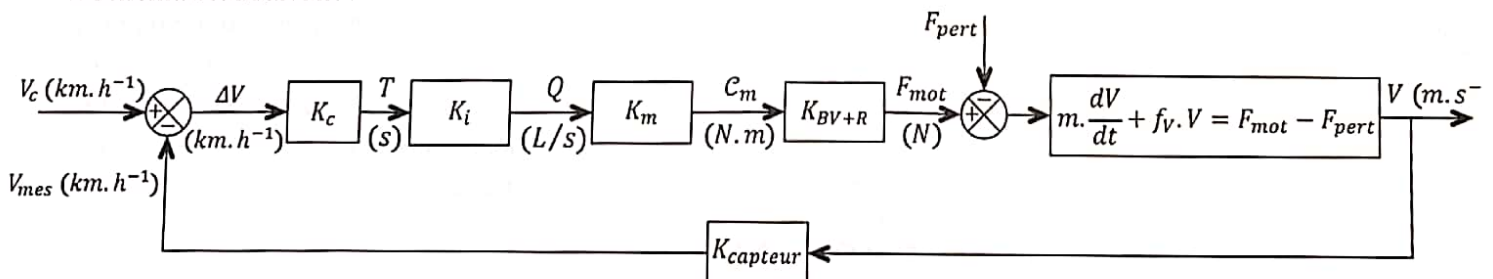 F_pert
V_c (km.h^-1) ΔV K_c T K_i Q K_m C_m K_BV+R F_mot m.dV/dt + f_V.V = F_mot − F_pert V (m.s^-
+ − (km.h^-1) (s) (L/s) (N.m) (N) + −
V_mes (km.h^-1)
K_capteur